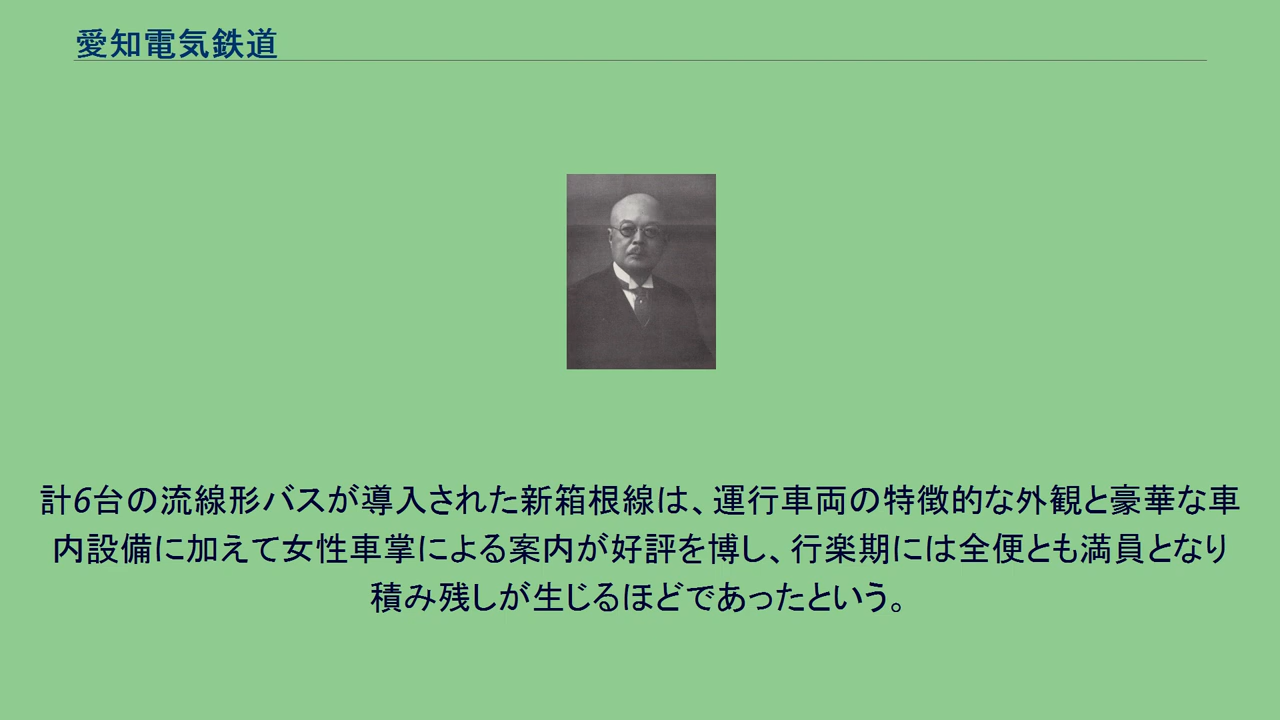 愛知電気鉄道
計6台の流線形バスが導入された新箱根線は、運行車両の特徴的な外観と豪華な車
内設備に加えて女性車掌による案内が好評を博し、行楽期には全便とも満員となり
積み残しが生じるほどであったという。